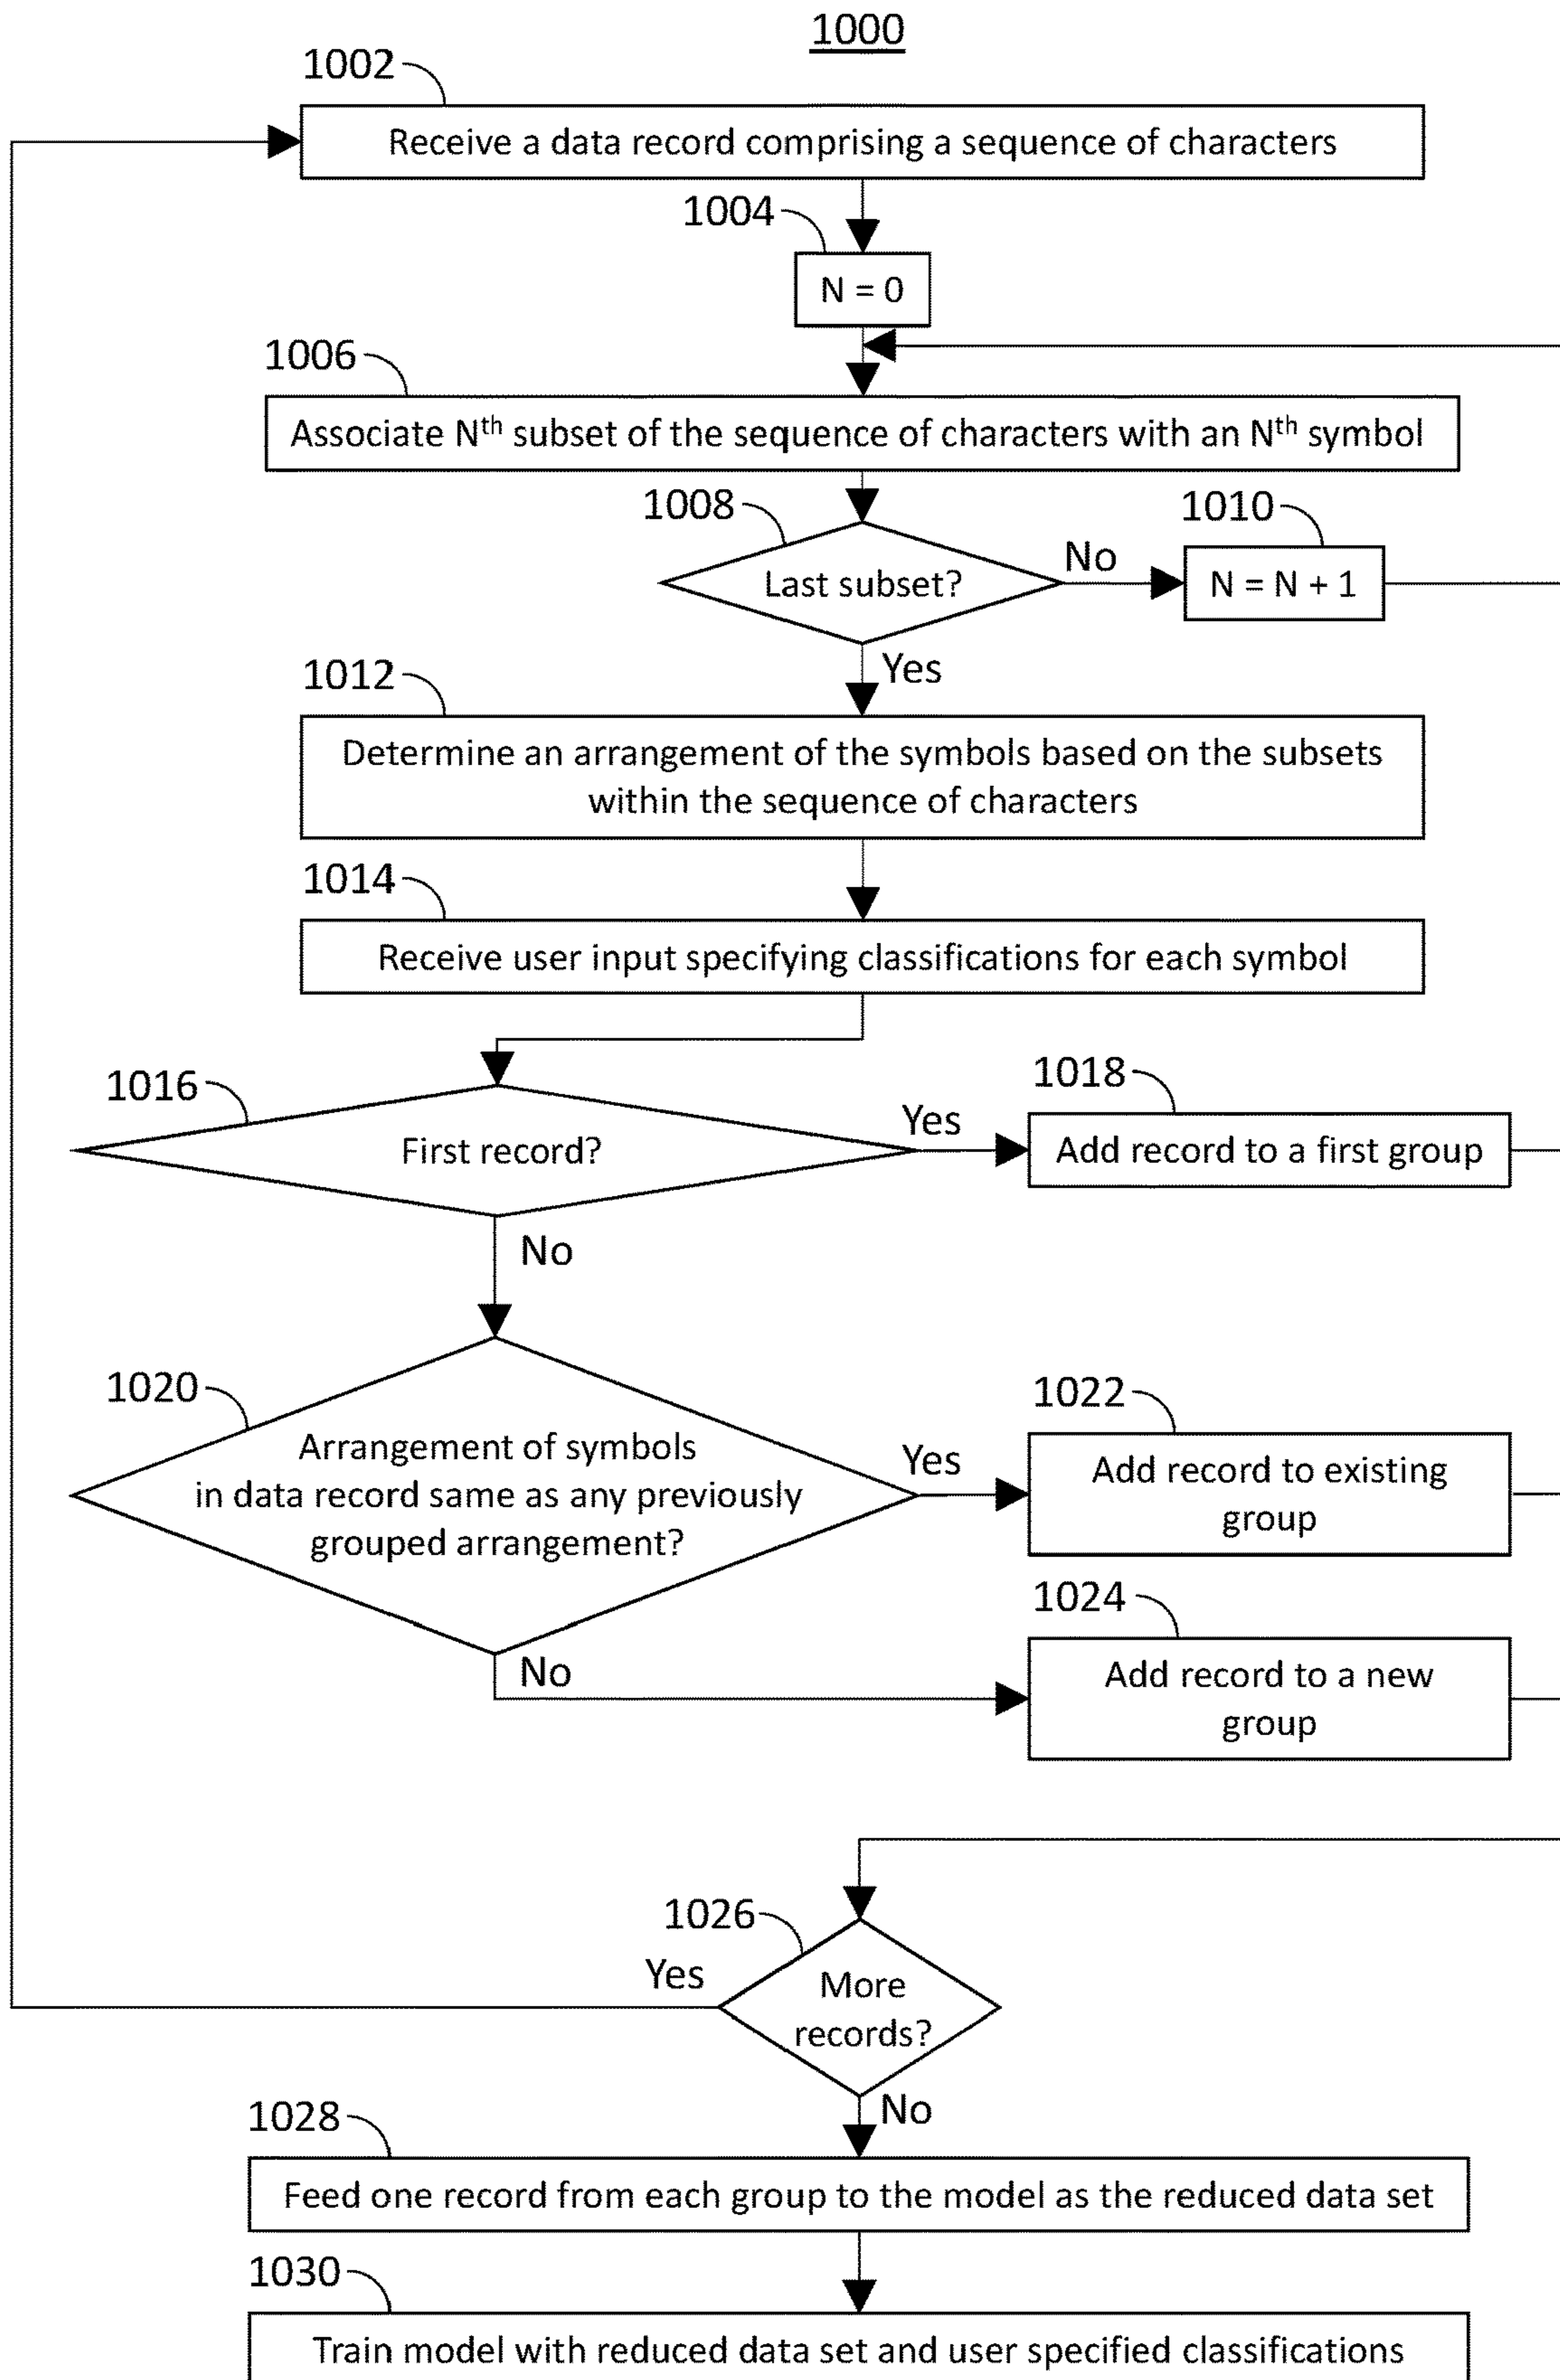 1000
1002
Receive a data record comprising a sequence of characters
1004
N = 0
1006
Associate Nth subset of the sequence of characters with an Nth symbol
1008
Last subset?
No
1010
N = N + 1
Yes
1012
Determine an arrangement of the symbols based on the subsets
within the sequence of characters
1014
Receive user input specifying classifications for each symbol
1016
First record?
Yes
1018
Add record to a first group
No
1020
Arrangement of symbols
in data record same as any previously
grouped arrangement?
Yes
1022
Add record to existing
group
No
1024
Add record to a new
group
1026
More
records?
Yes
No
1028
Feed one record from each group to the model as the reduced data set
1030
Train model with reduced data set and user specified classifications